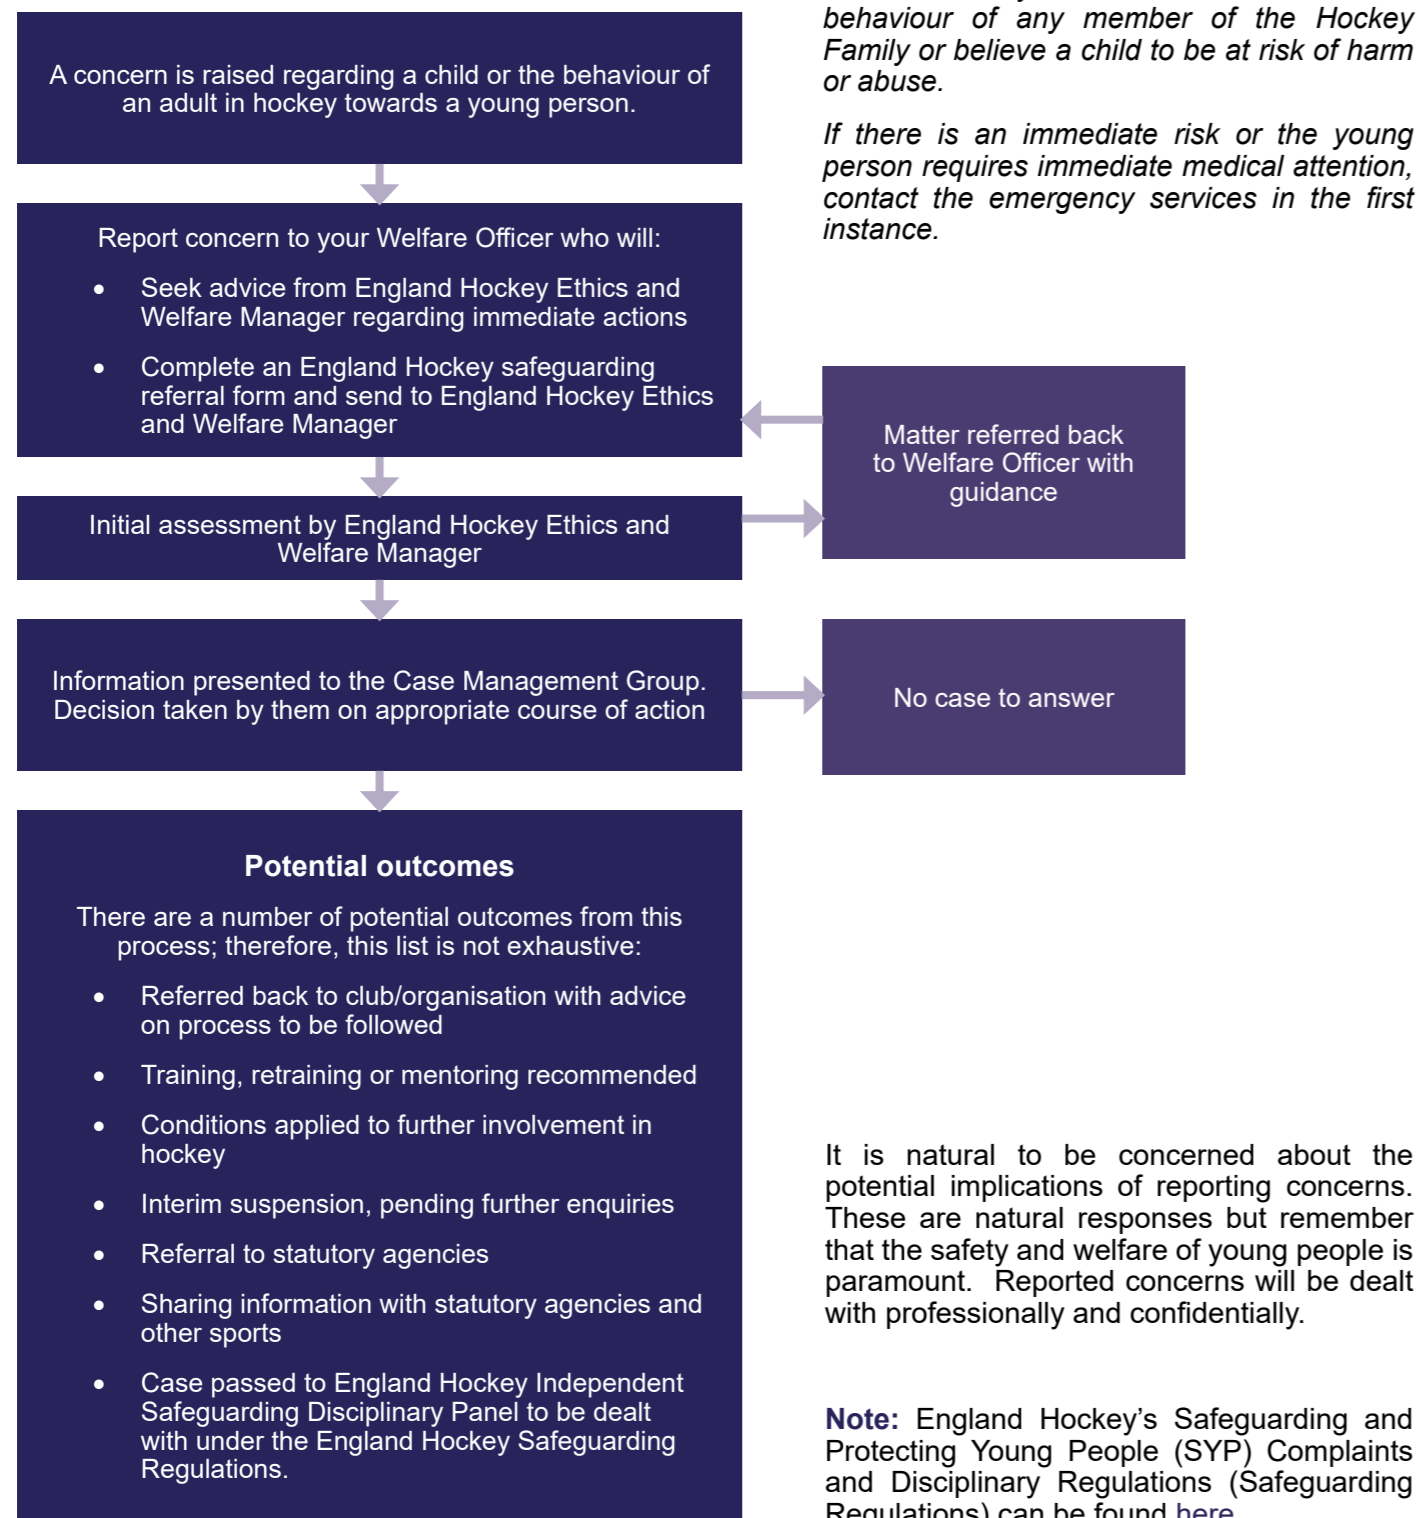 A concern is raised regarding a child or the behaviour of
an adult in hockey towards a young person.
Report concern to your Welfare Officer who will:
• Seek advice from England Hockey Ethics and
Welfare Manager regarding immediate actions
• Complete an England Hockey safeguarding
referral form and send to England Hockey Ethics
and Welfare Manager
Initial assessment by England Hockey Ethics and
Welfare Manager
Information presented to the Case Management Group.
Decision taken by them on appropriate course of action
Potential outcomes
There are a number of potential outcomes from this
process; therefore, this list is not exhaustive:
• Referred back to club/organisation with advice
on process to be followed
• Training, retraining or mentoring recommended
• Conditions applied to further involvement in
hockey
• Interim suspension, pending further enquiries
• Referral to statutory agencies
• Sharing information with statutory agencies and
other sports
• Case passed to England Hockey Independent
Safeguarding Disciplinary Panel to be dealt
with under the England Hockey Safeguarding
Regulations.
behaviour of any member of the Hockey
Family or believe a child to be at risk of harm
or abuse.
If there is an immediate risk or the young
person requires immediate medical attention,
contact the emergency services in the first
instance.
Matter referred back
to Welfare Officer with
guidance
No case to answer
It is natural to be concerned about the
potential implications of reporting concerns.
These are natural responses but remember
that the safety and welfare of young people is
paramount. Reported concerns will be dealt
with professionally and confidentially.
Note: England Hockey’s Safeguarding and
Protecting Young People (SYP) Complaints
and Disciplinary Regulations (Safeguarding
Regulations) can be found here